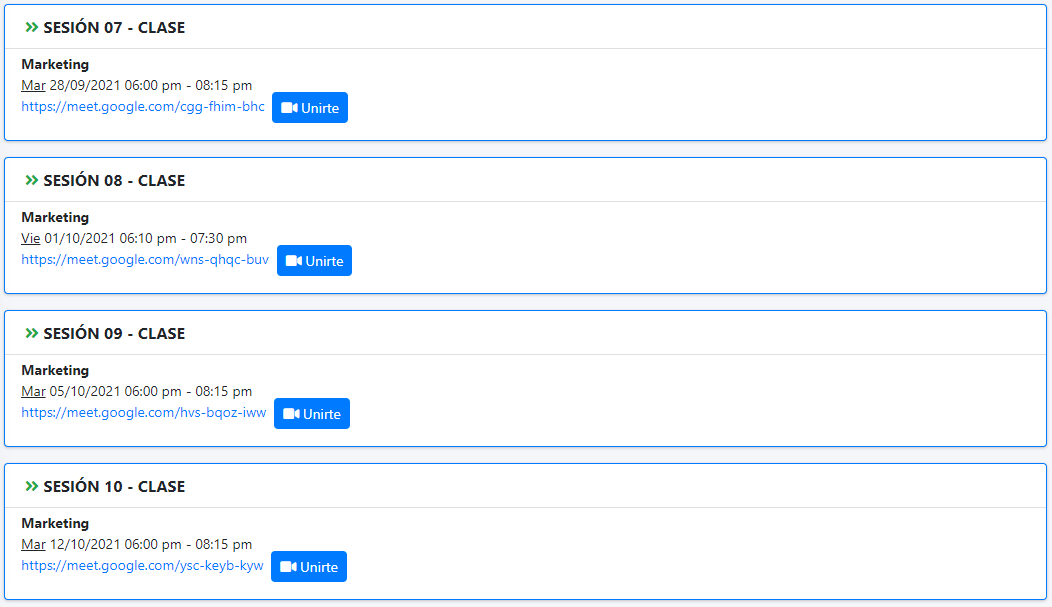 SESIÓN 07 - CLASE
Marketing
Mar 28/09/2021 06:00 pm - 08:15 pm
https://meet.google.com/cgg-fhim-bhc Unirte
SESIÓN 08 - CLASE
Marketing
Vie 01/10/2021 06:10 pm - 07:30 pm
https://meet.google.com/wns-qhqc-buv Unirte
SESIÓN 09 - CLASE
Marketing
Mar 05/10/2021 06:00 pm - 08:15 pm
https://meet.google.com/hvs-bqoz-iww Unirte
SESIÓN 10 - CLASE
Marketing
Mar 12/10/2021 06:00 pm - 08:15 pm
https://meet.google.com/ysc-keyb-kyw Unirte